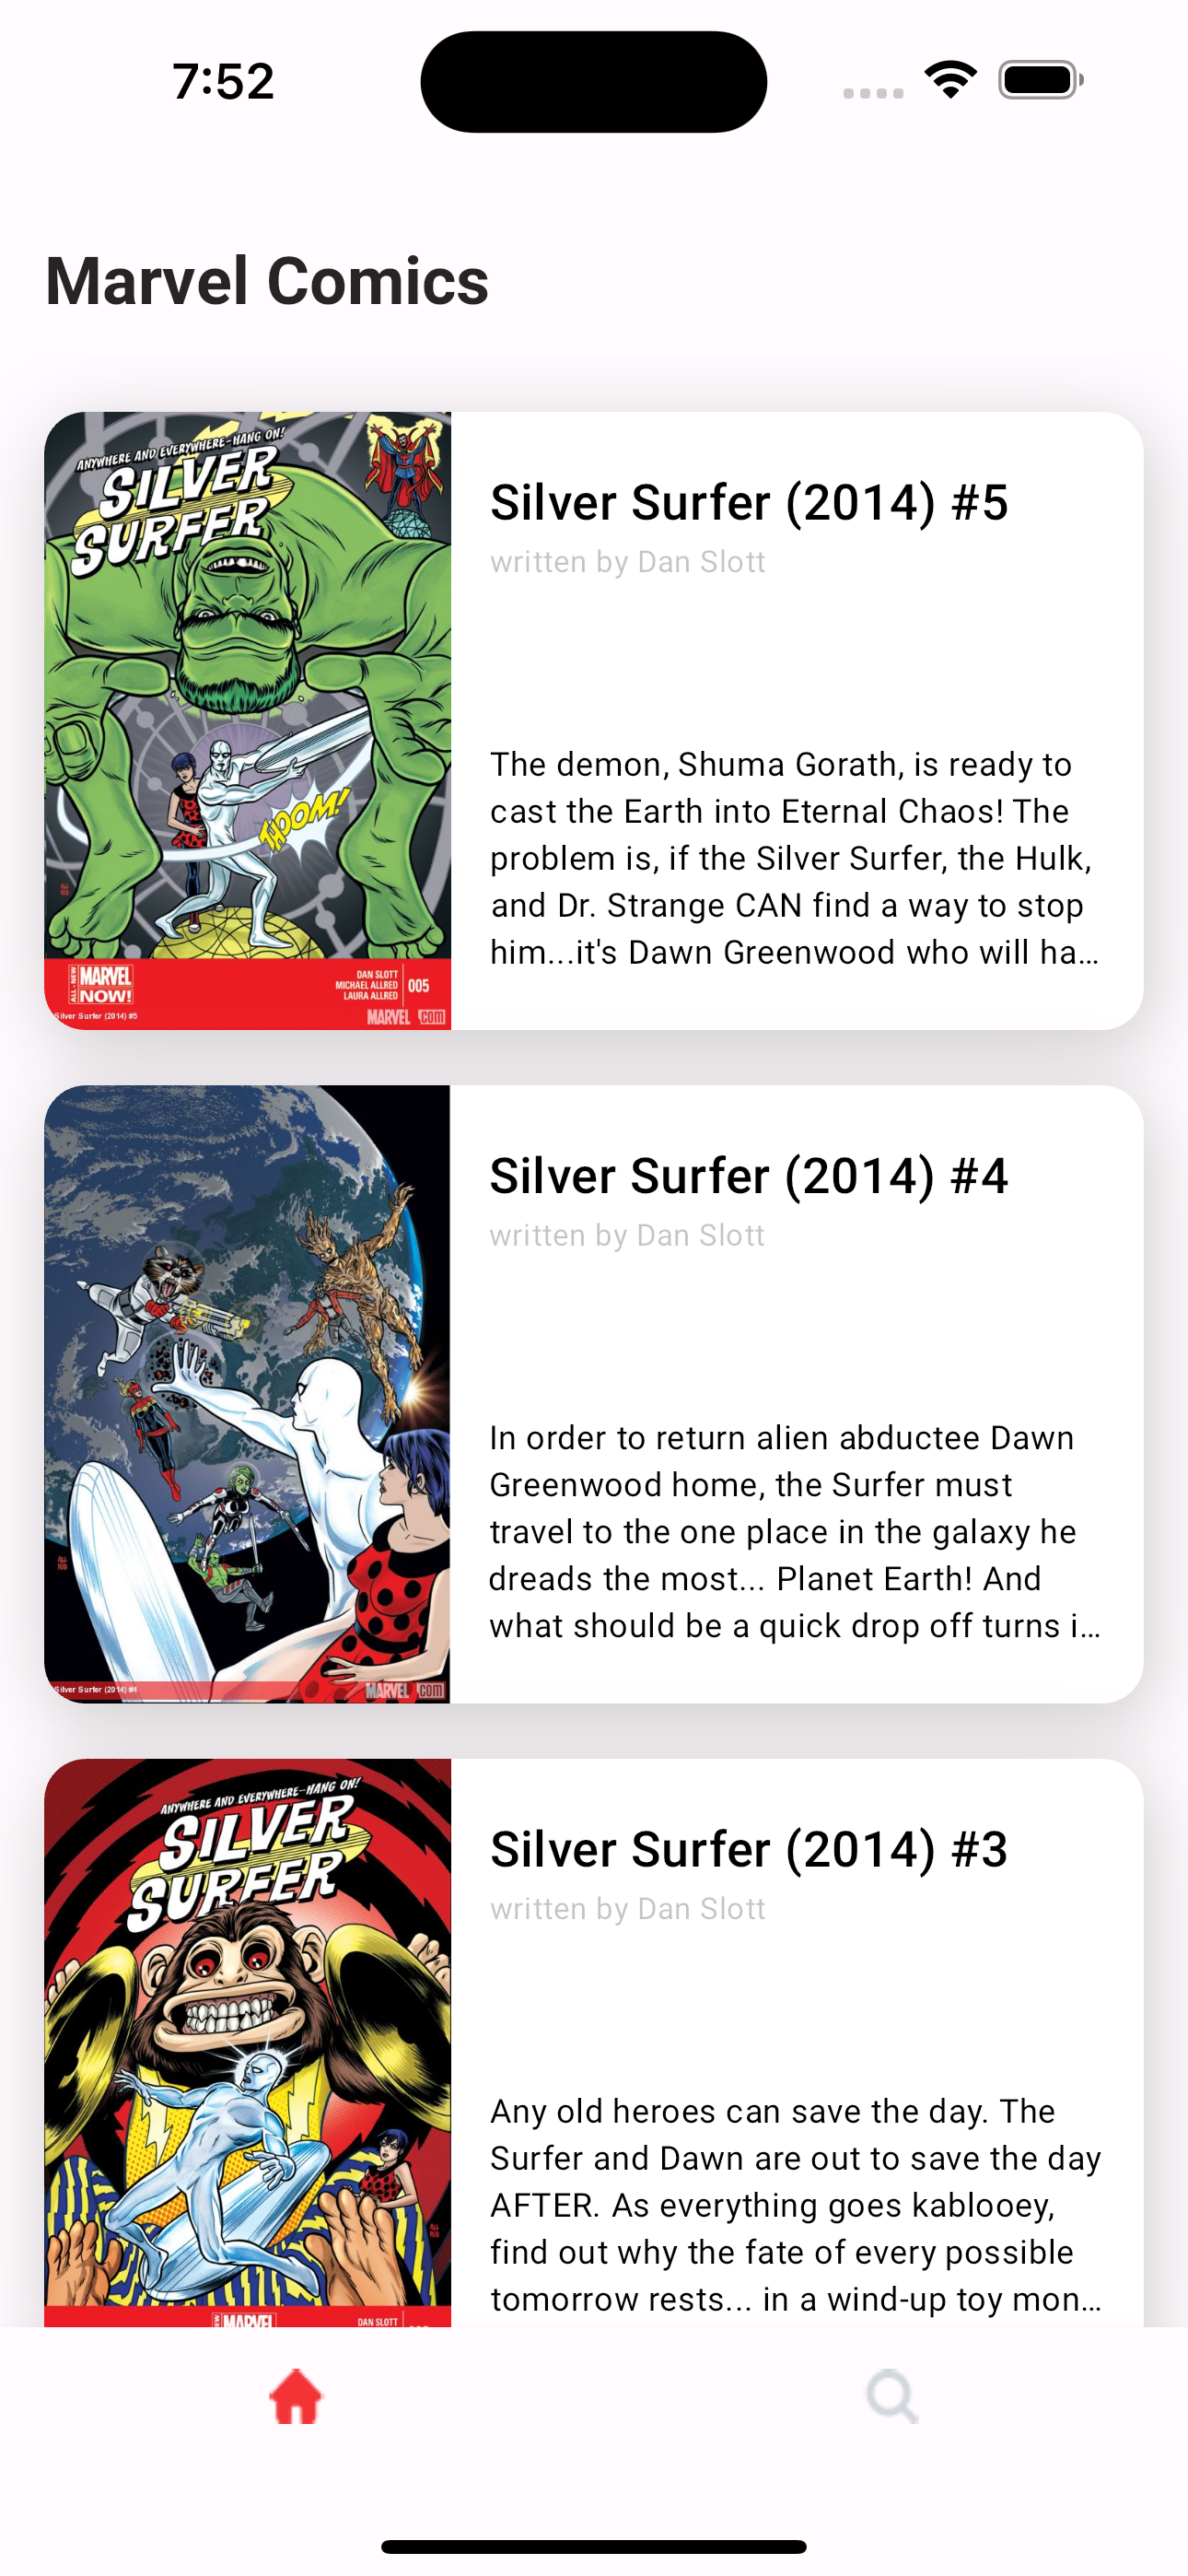 7:52
Marvel Comics
ANYWHERE AND EVERYWHERE-HANG ON!
SILVER
SURFER
THOOM!
ALL-NEW
MARVEL
NOW!
DAN SLOTT
MICHAEL ALLRED
LAURA ALLRED
005
Silver Surfer (2014) #5
MARVEL .COM
Silver Surfer (2014) #5
written by Dan Slott
The demon, Shuma Gorath, is ready to
cast the Earth into Eternal Chaos! The
problem is, if the Silver Surfer, the Hulk,
and Dr. Strange CAN find a way to stop
him...it's Dawn Greenwood who will ha...
ALL
RED
Silver Surfer (2014) #4
MARVEL .COM
Silver Surfer (2014) #4
written by Dan Slott
In order to return alien abductee Dawn
Greenwood home, the Surfer must
travel to the one place in the galaxy he
dreads the most... Planet Earth! And
what should be a quick drop off turns i...
ANYWHERE AND EVERYWHERE-HANG ON!
SILVER
SURFER
MARVEL
DAN SLOTT
Silver Surfer (2014) #3
written by Dan Slott
Any old heroes can save the day. The
Surfer and Dawn are out to save the day
AFTER. As everything goes kablooey,
find out why the fate of every possible
tomorrow rests... in a wind-up toy mon...